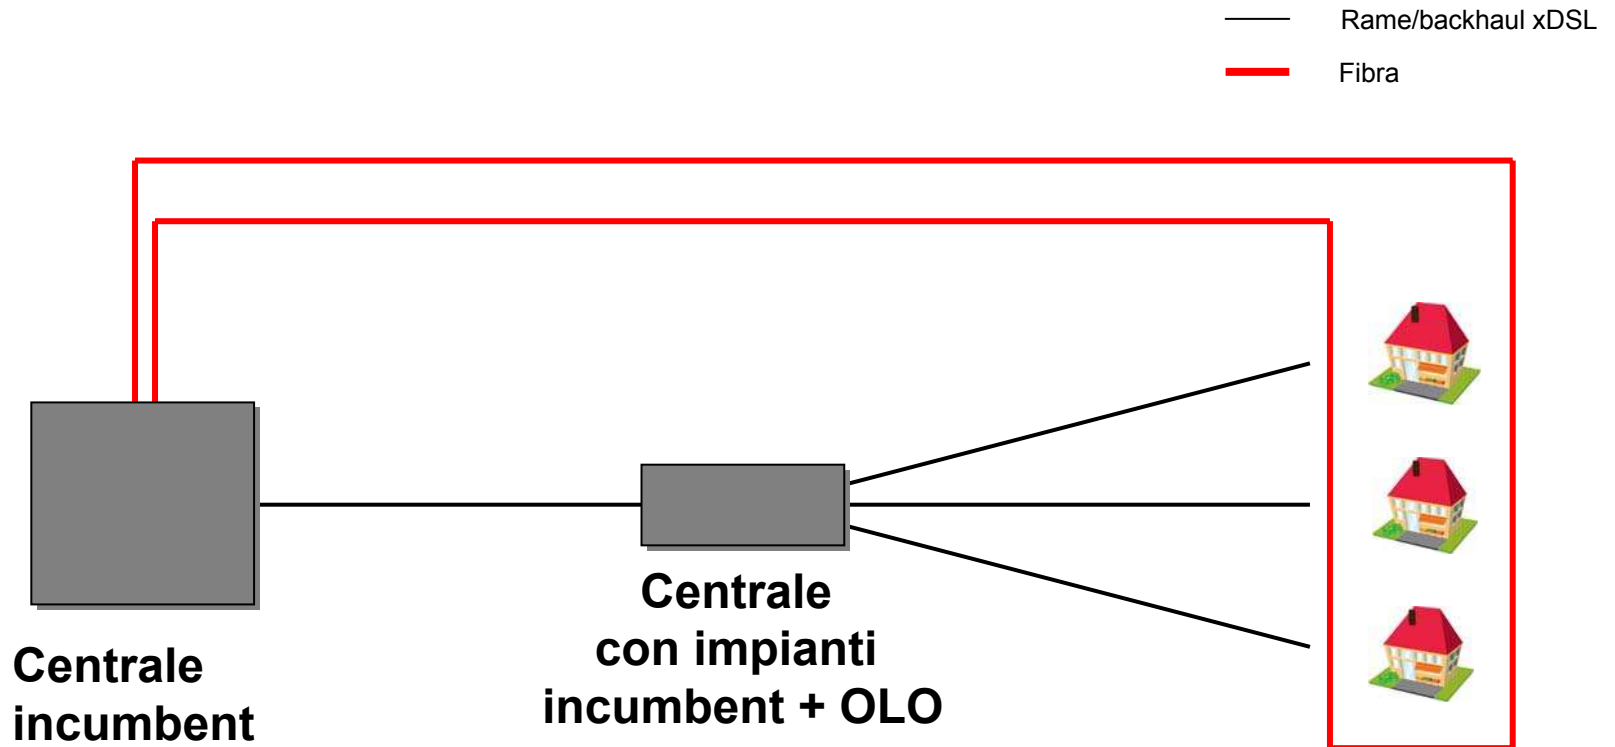 Rame/backhaul xDSL
Fibra
Centrale
con impianti
incumbent + OLO
Centrale
incumbent